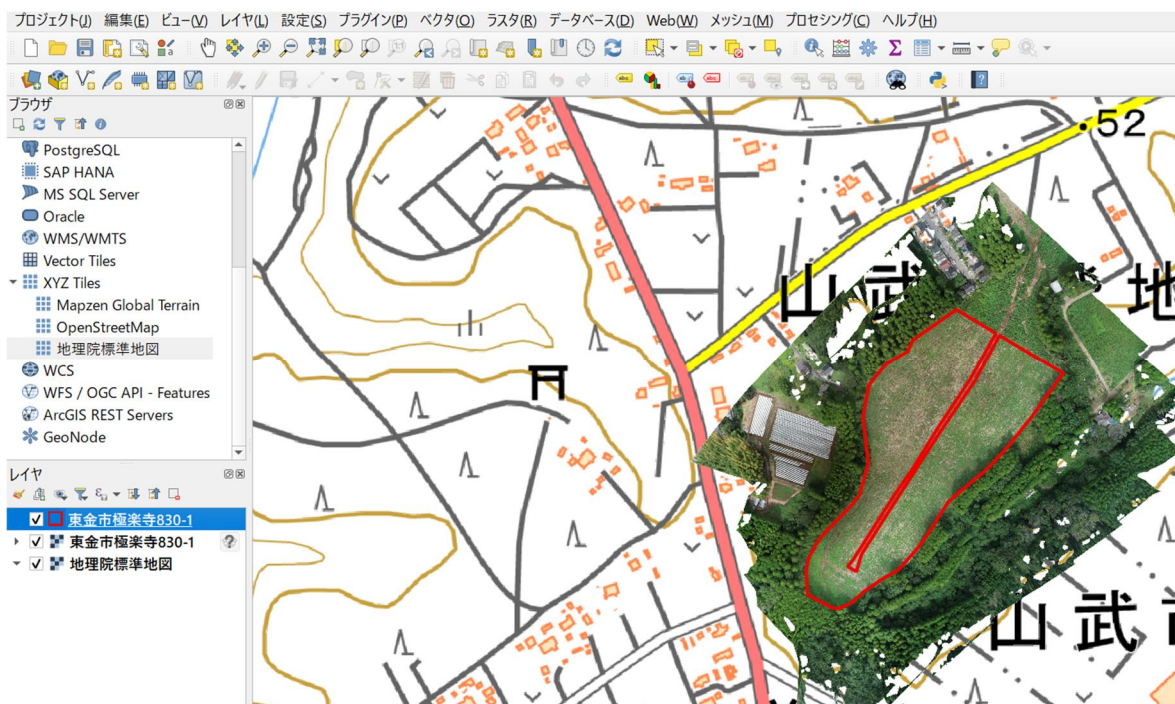 プロジェクト(J) 編集(E) ビュー(V) レイヤ(L) 設定(S) プラグイン(P) ベクタ(O) ラスタ(R) データベース(D) Web(W) メッシュ(M) プロセシング(C) ヘルプ(H)
ブラウザ
PostgreSQL
SAP HANA
MS SQL Server
Oracle
WMS/WMTS
Vector Tiles
XYZ Tiles
Mapzen Global Terrain
OpenStreetMap
地理院標準地図
WCS
WFS / OGC API - Features
ArcGIS REST Servers
GeoNode
レイヤ
東金市極楽寺830-1
東金市極楽寺830-1
地理院標準地図
52
山武
地
山武